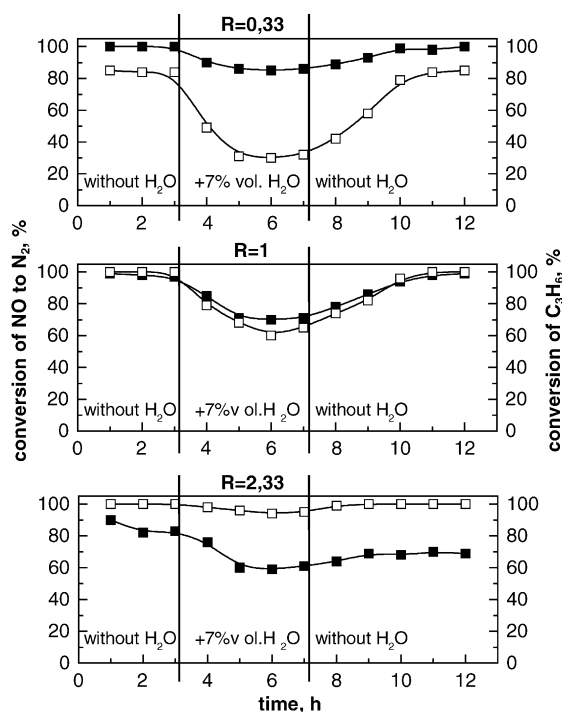 R=0,33
100 100
80 80
60 60
40 40
20 20
0 0
without H₂O +7% vol. H₂O without H₂O
0 2 4 6 8 10 12
R=1
100 100
80 80
60 60
40 40
20 20
0 0
without H₂O +7%v ol.H₂O without H₂O
0 2 4 6 8 10 12
R=2,33
100 100
80 80
60 60
40 40
20 20
0 0
without H₂O +7%v ol.H₂O without H₂O
0 2 4 6 8 10 12
time, h
conversion of NO to N₂, %
conversion of C₃H₆, %